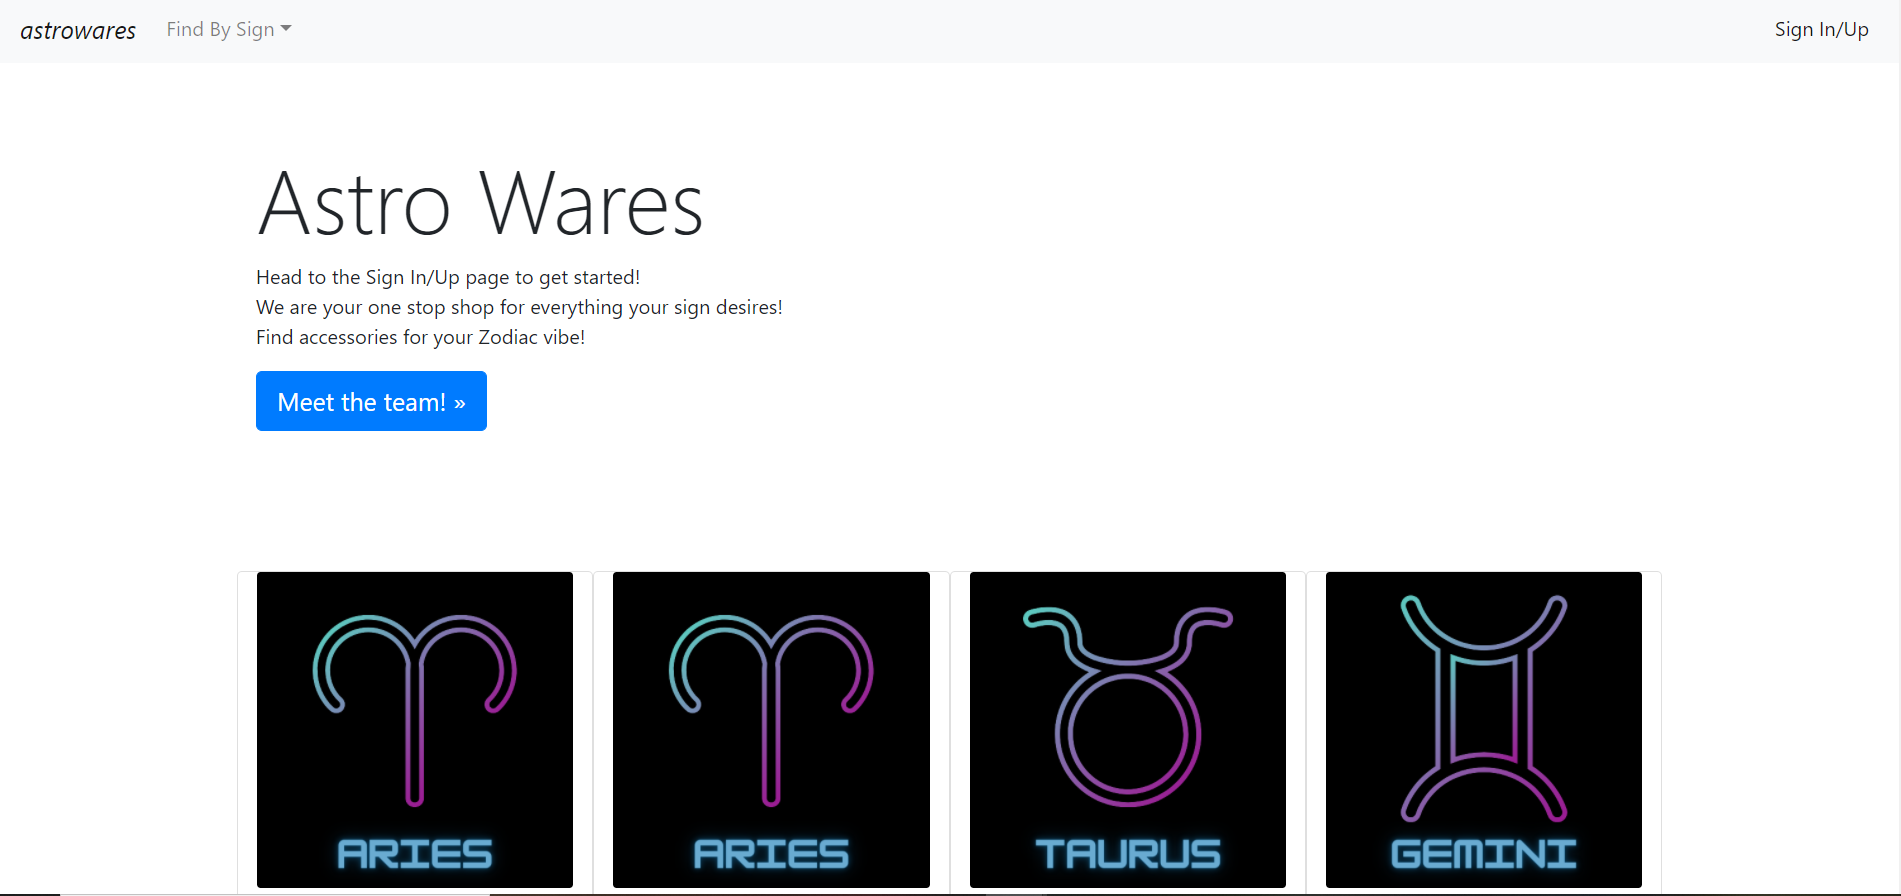 astrowares Find By Sign Sign In/Up
Astro Wares
Head to the Sign In/Up page to get started!
We are your one stop shop for everything your sign desires!
Find accessories for your Zodiac vibe!
Meet the team! »
ARIES ARIES TAURUS GEMINI